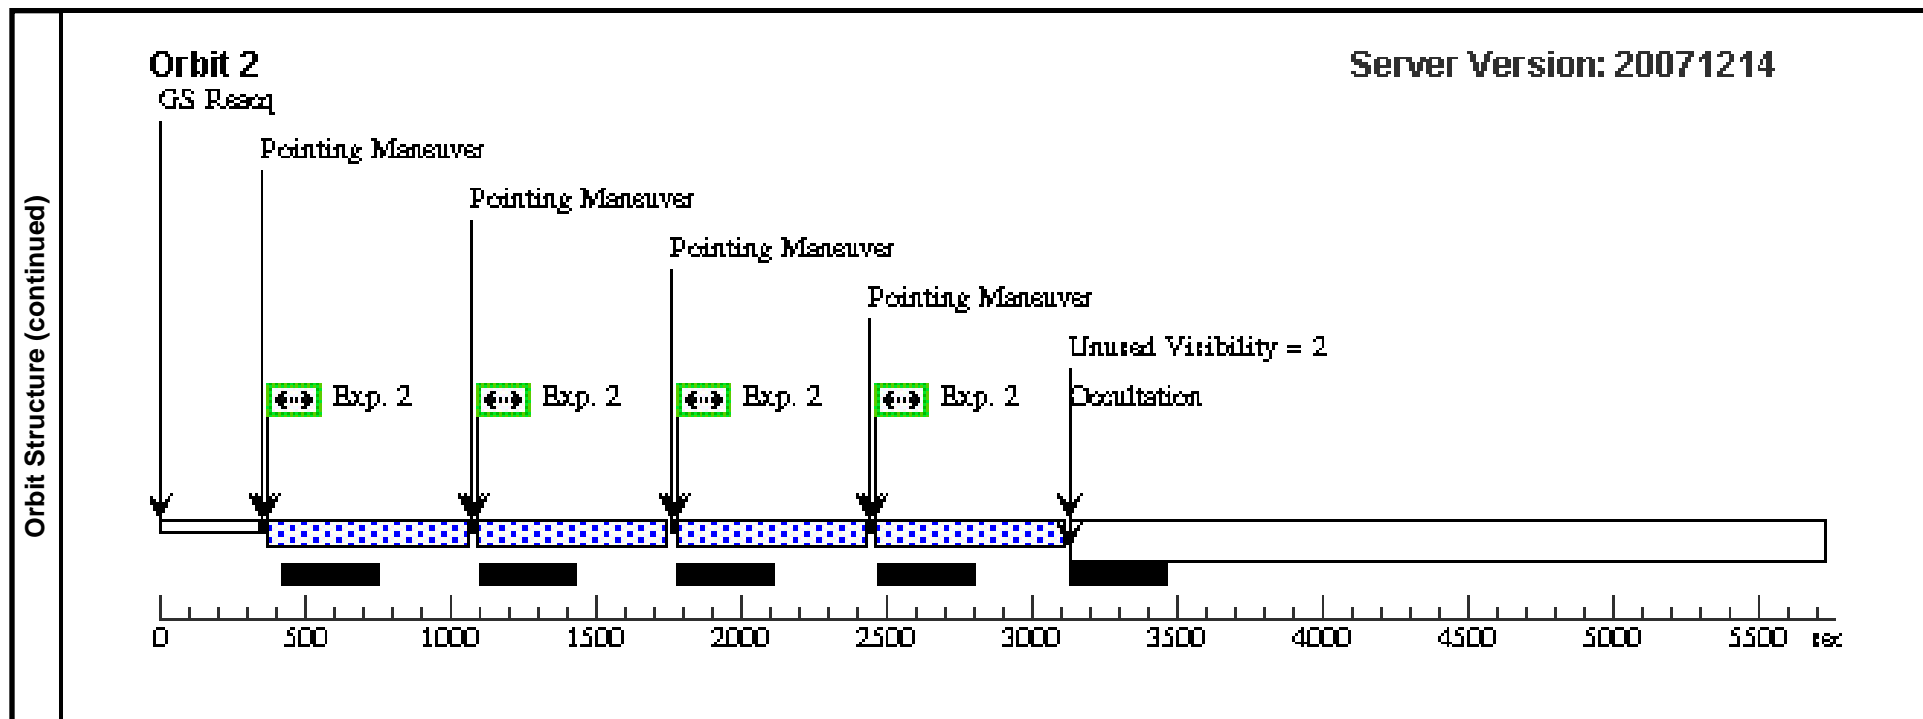 Orbit Structure (continued)
Orbit 2
Server Version: 20071214
GS Reacq
Pointing Maneuver
Pointing Maneuver
Pointing Maneuver
Pointing Maneuver
Unused Visibility = 2
Exp. 2
Exp. 2
Exp. 2
Exp. 2
Occultation
0 500 1000 1500 2000 2500 3000 3500 4000 4500 5000 5500 sec